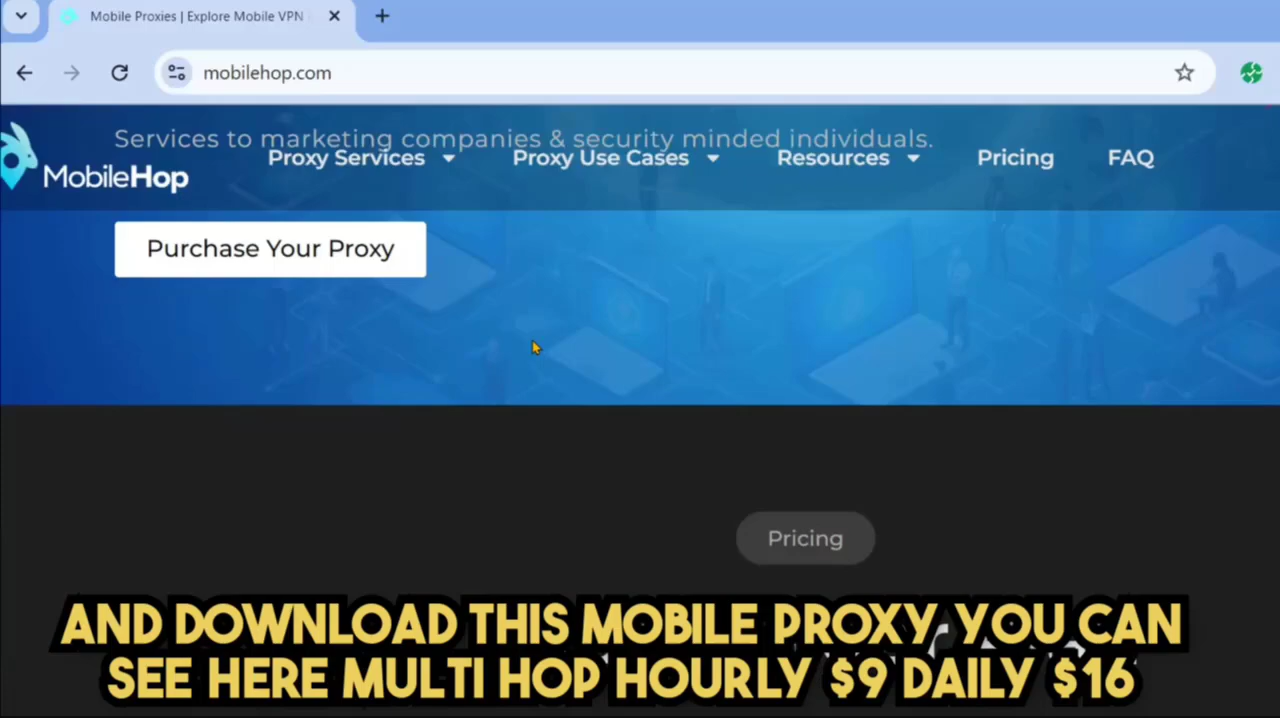 Mobile Proxies | Explore Mobile VPN
mobilehop.com
Services to marketing companies & security minded individuals.
MobileHop
Proxy Services
Proxy Use Cases
Resources
Pricing
FAQ
Purchase Your Proxy
Pricing
AND DOWNLOAD THIS MOBILE PROXY YOU CAN
SEE HERE MULTI HOP HOURLY $9 DAILY $16